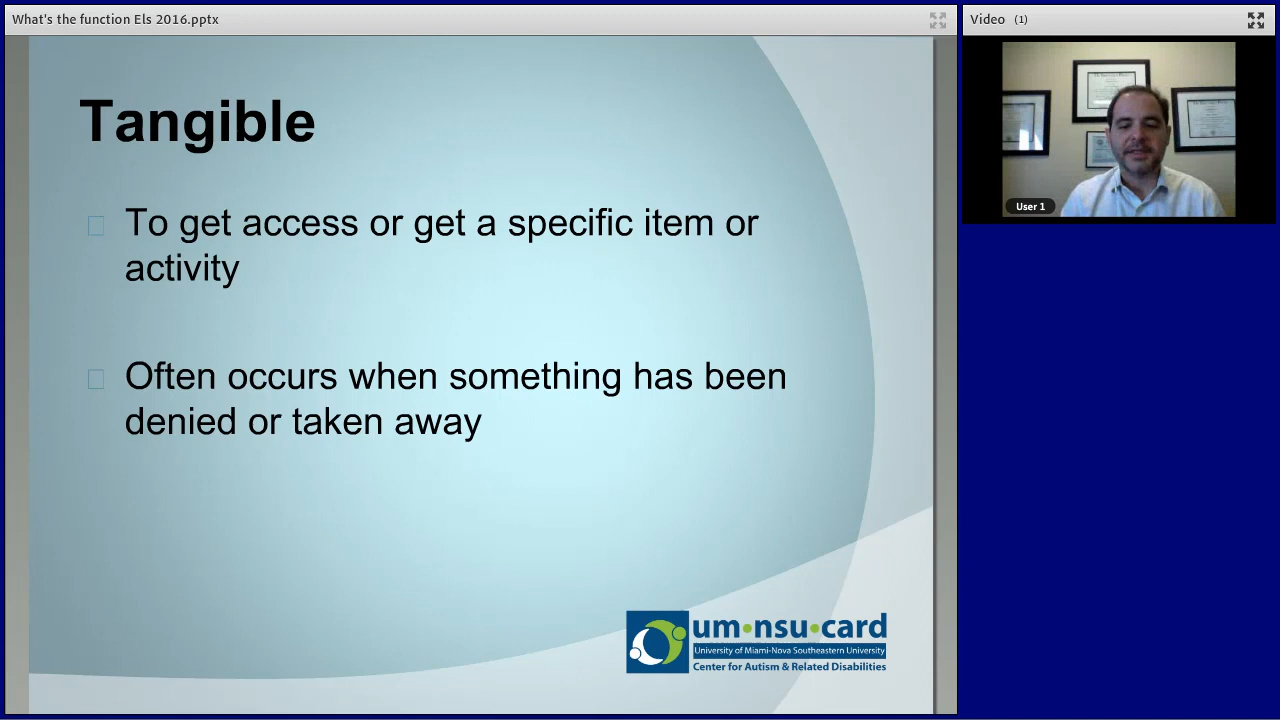 What's the function Els 2016.pptx
Video (1)
Tangible
To get access or get a specific item or
activity
Often occurs when something has been
denied or taken away
User 1
um•nsu•card
University of Miami-Nova Southeastern University
Center for Autism & Related Disabilities